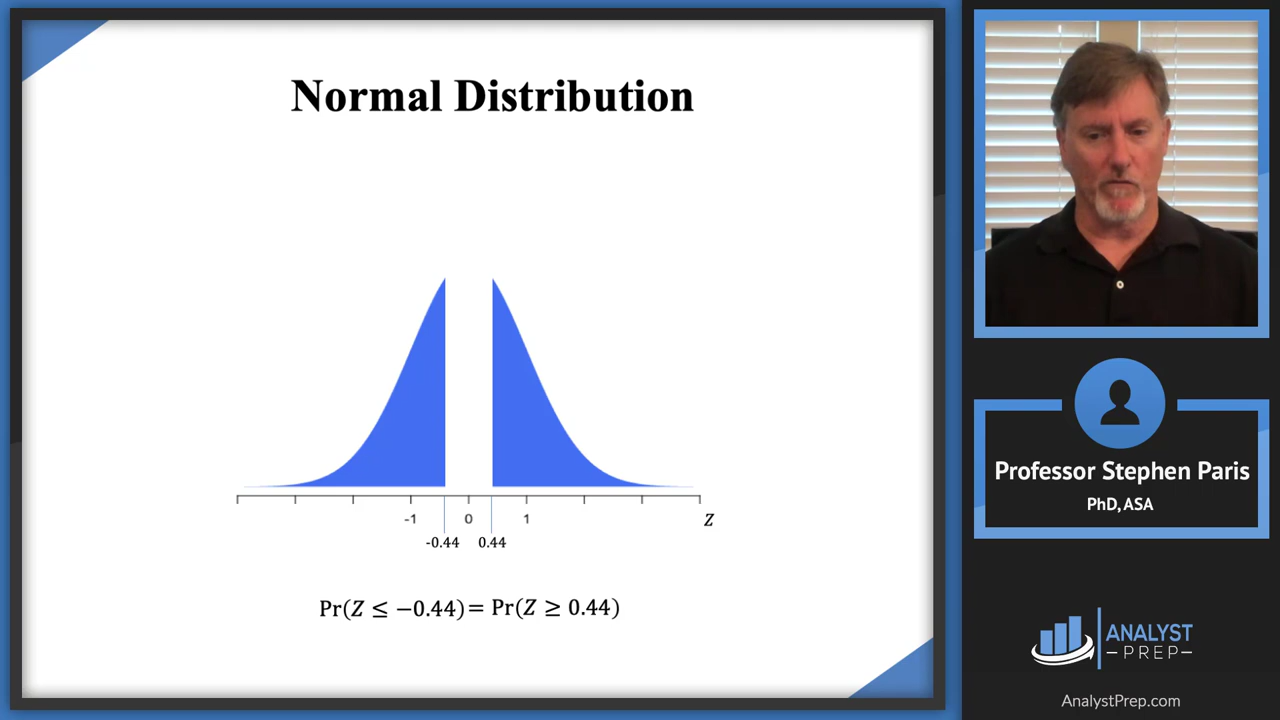 Normal Distribution
-1 0 1 Z
-0.44 0.44
Pr(Z ≤ −0.44) = Pr(Z ≥ 0.44)
Professor Stephen Paris
PhD, ASA
ANALYST
PREP
AnalystPrep.com